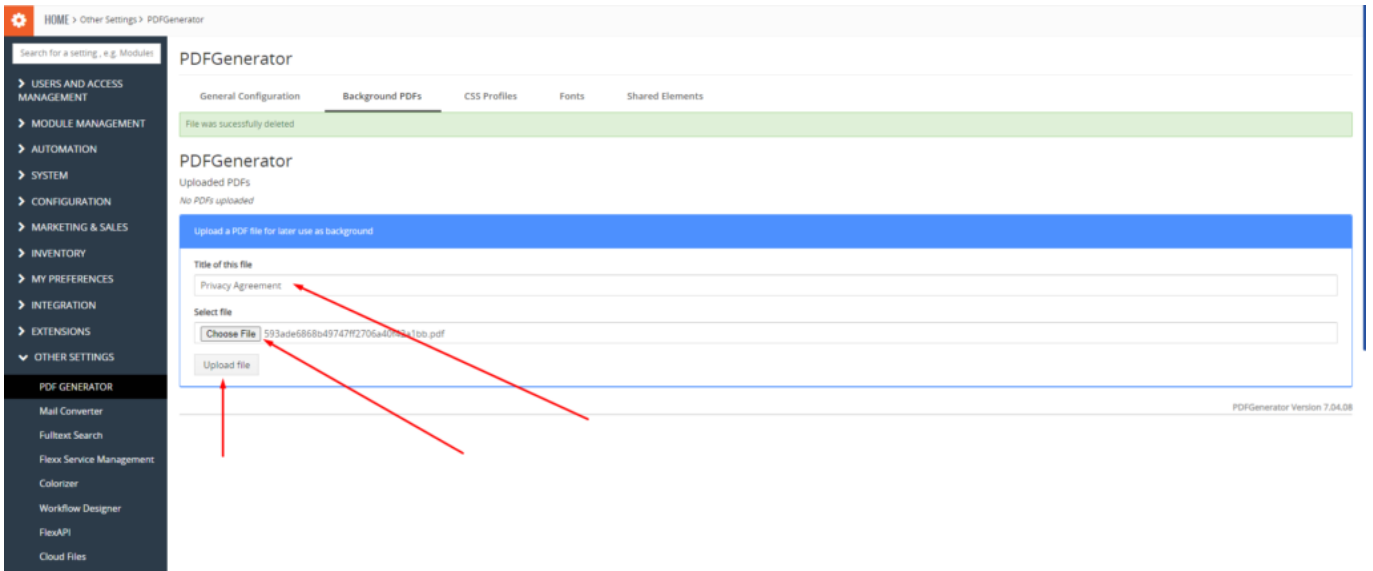 HOME > Other Settings > PDFGenerator
Search for a setting , e.g. Modules
USERS AND ACCESS
MANAGEMENT
MODULE MANAGEMENT
AUTOMATION
SYSTEM
CONFIGURATION
MARKETING & SALES
INVENTORY
MY PREFERENCES
INTEGRATION
EXTENSIONS
OTHER SETTINGS
PDF GENERATOR
Mail Converter
Fulltext Search
Flexx Service Management
Colorizer
Workflow Designer
FlexAPI
Cloud Files
PDFGenerator
General Configuration Background PDFs CSS Profiles Fonts Shared Elements
File was sucessfully deleted
PDFGenerator
Uploaded PDFs
No PDFs uploaded
Upload a PDF file for later use as background
Title of this file
Privacy Agreement
Select file
Choose File
Upload file
PDFGenerator Version 7.04.08